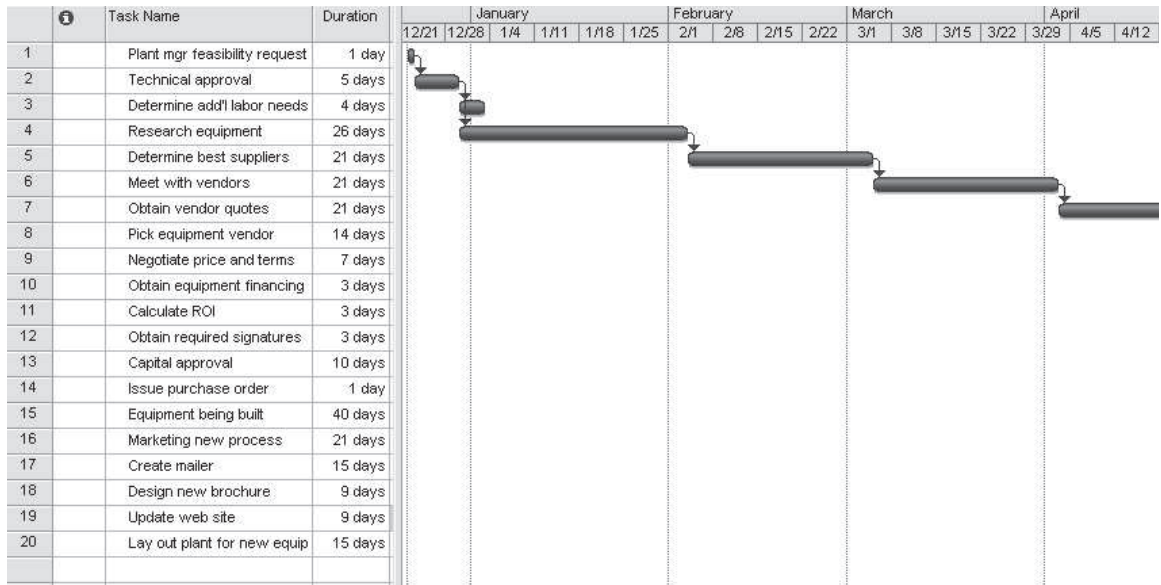 Task Name Duration January February March April
12/21 12/28 1/4 1/11 1/18 1/25 2/1 2/8 2/15 2/22 3/1 3/8 3/15 3/22 3/29 4/5 4/12
1 Plant mgr feasibility request 1 day
2 Technical approval 5 days
3 Determine add'l labor needs 4 days
4 Research equipment 26 days
5 Determine best suppliers 21 days
6 Meet with vendors 21 days
7 Obtain vendor quotes 21 days
8 Pick equipment vendor 14 days
9 Negotiate price and terms 7 days
10 Obtain equipment financing 3 days
11 Calculate ROI 3 days
12 Obtain required signatures 3 days
13 Capital approval 10 days
14 Issue purchase order 1 day
15 Equipment being built 40 days
16 Marketing new process 21 days
17 Create mailer 15 days
18 Design new brochure 9 days
19 Update web site 9 days
20 Lay out plant for new equip 15 days